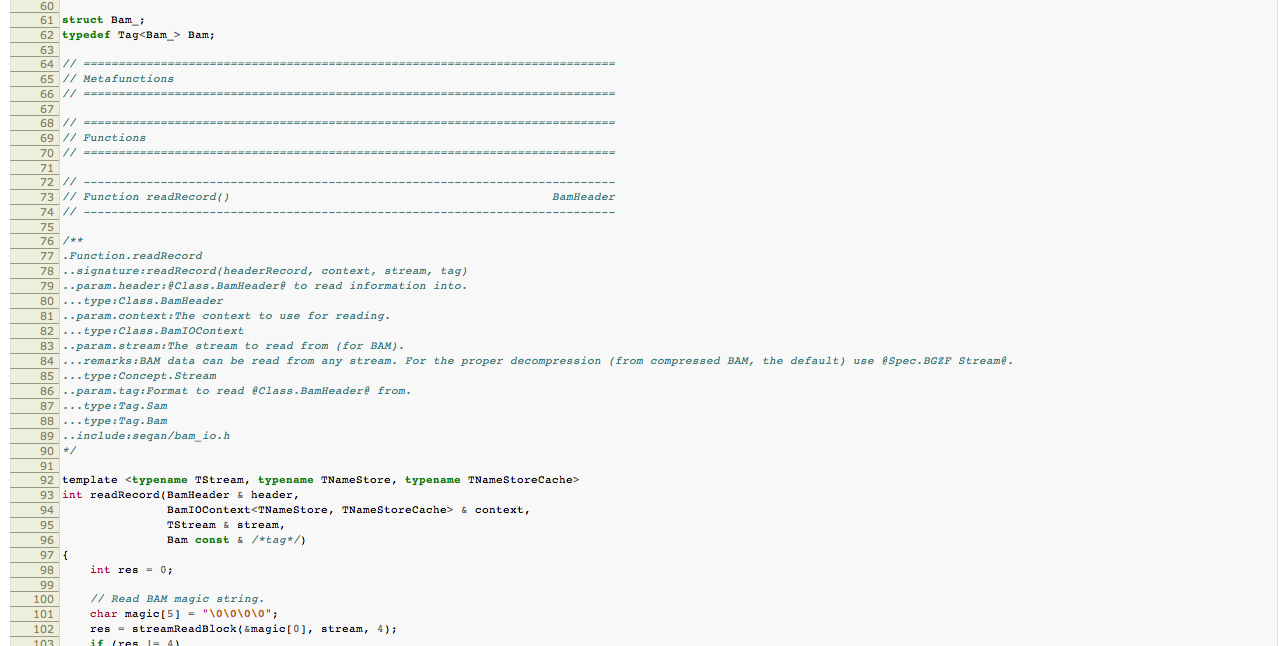 60
61 struct Bam_;
62 typedef Tag<Bam_> Bam;
63
64 // ============================================================================
65 // Metafunctions
66 // ============================================================================
67
68 // ============================================================================
69 // Functions
70 // ============================================================================
71
72 // ----------------------------------------------------------------------------
73 // Function readRecord()                                              BamHeader
74 // ----------------------------------------------------------------------------
75
76 /**
77 .Function.readRecord
78 ..signature:readRecord(headerRecord, context, stream, tag)
79 ..param.header:@Class.BamHeader@ to read information into.
80 ...type:Class.BamHeader
81 ..param.context:The context to use for reading.
82 ...type:Class.BamIOContext
83 ..param.stream:The stream to read from (for BAM).
84 ...remarks:BAM data can be read from any stream. For the proper decompression (from compressed BAM, the default) use @Spec.BGZF Stream@.
85 ...type:Concept.Stream
86 ..param.tag:Format to read @Class.BamHeader@ from.
87 ...type:Tag.Sam
88 ...type:Tag.Bam
89 ..include:seqan/bam_io.h
90 */
91
92 template <typename TStream, typename TNameStore, typename TNameStoreCache>
93 int readRecord(BamHeader & header,
94                BamIOContext<TNameStore, TNameStoreCache> & context,
95                TStream & stream,
96                Bam const & /*tag*/)
97 {
98     int res = 0;
99
100     // Read BAM magic string.
101     char magic[5] = "\0\0\0\0";
102     res = streamReadBlock(&magic[0], stream, 4);
103     if (res != 4)